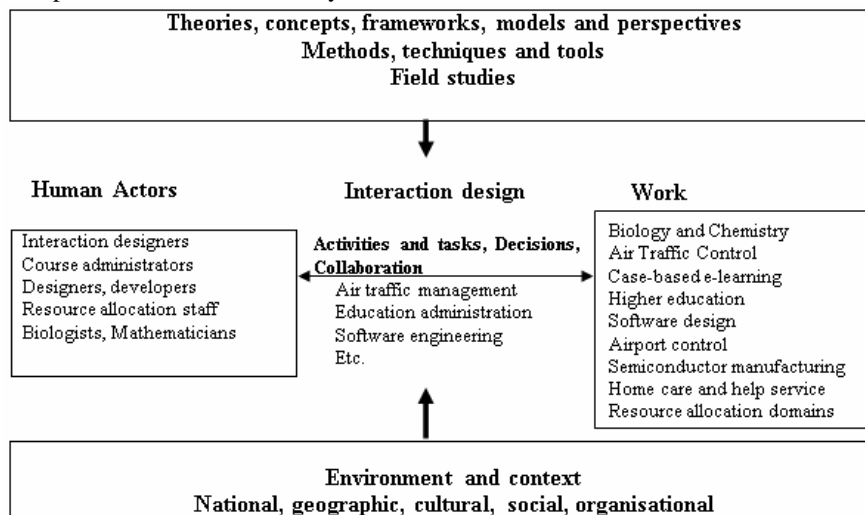 Theories, concepts, frameworks, models and perspectives
Methods, techniques and tools
Field studies
Human Actors
Interaction designers
Course administrators
Designers, developers
Resource allocation staff
Biologists, Mathematicians
Interaction design
Activities and tasks, Decisions,
Collaboration
Air traffic management
Education administration
Software engineering
Etc.
Work
Biology and Chemistry
Air Traffic Control
Case-based e-learning
Higher education
Software design
Airport control
Semiconductor manufacturing
Home care and help service
Resource allocation domains
Environment and context
National, geographic, cultural, social, organisational